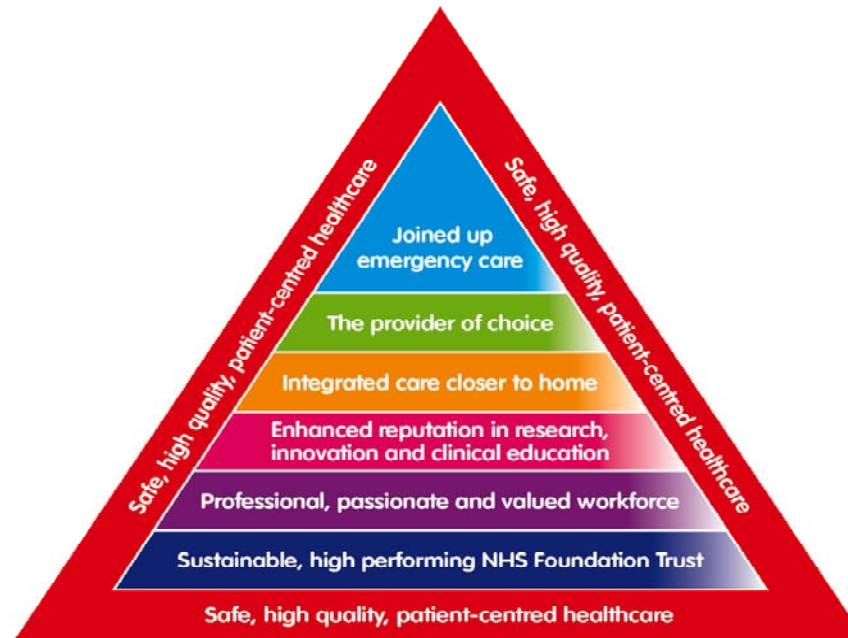 Safe, high quality, patient-centred healthcare
Safe, high quality, patient-centred healthcare
Joined up
emergency care
The provider of choice
Integrated care closer to home
Enhanced reputation in research,
innovation and clinical education
Professional, passionate and valued workforce
Sustainable, high performing NHS Foundation Trust
Safe, high quality, patient-centred healthcare